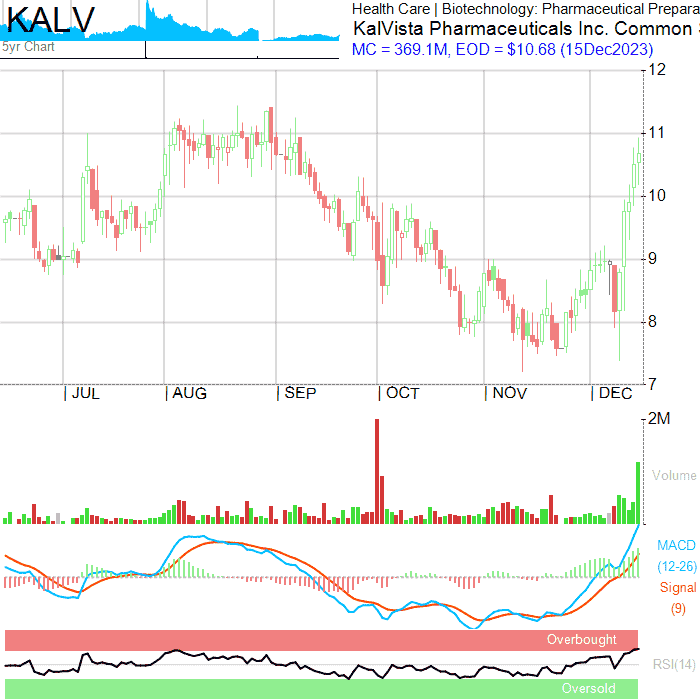 KALV
5yr Chart
Health Care | Biotechnology: Pharmaceutical Prepara
KalVista Pharmaceuticals Inc. Common
MC = 369.1M, EOD = $10.68 (15Dec2023)
12
11
10
9
8
7
JUL
AUG
SEP
OCT
NOV
DEC
2M
Volume
MACD
(12-26)
Signal
(9)
Overbought
RSI(14)
Oversold